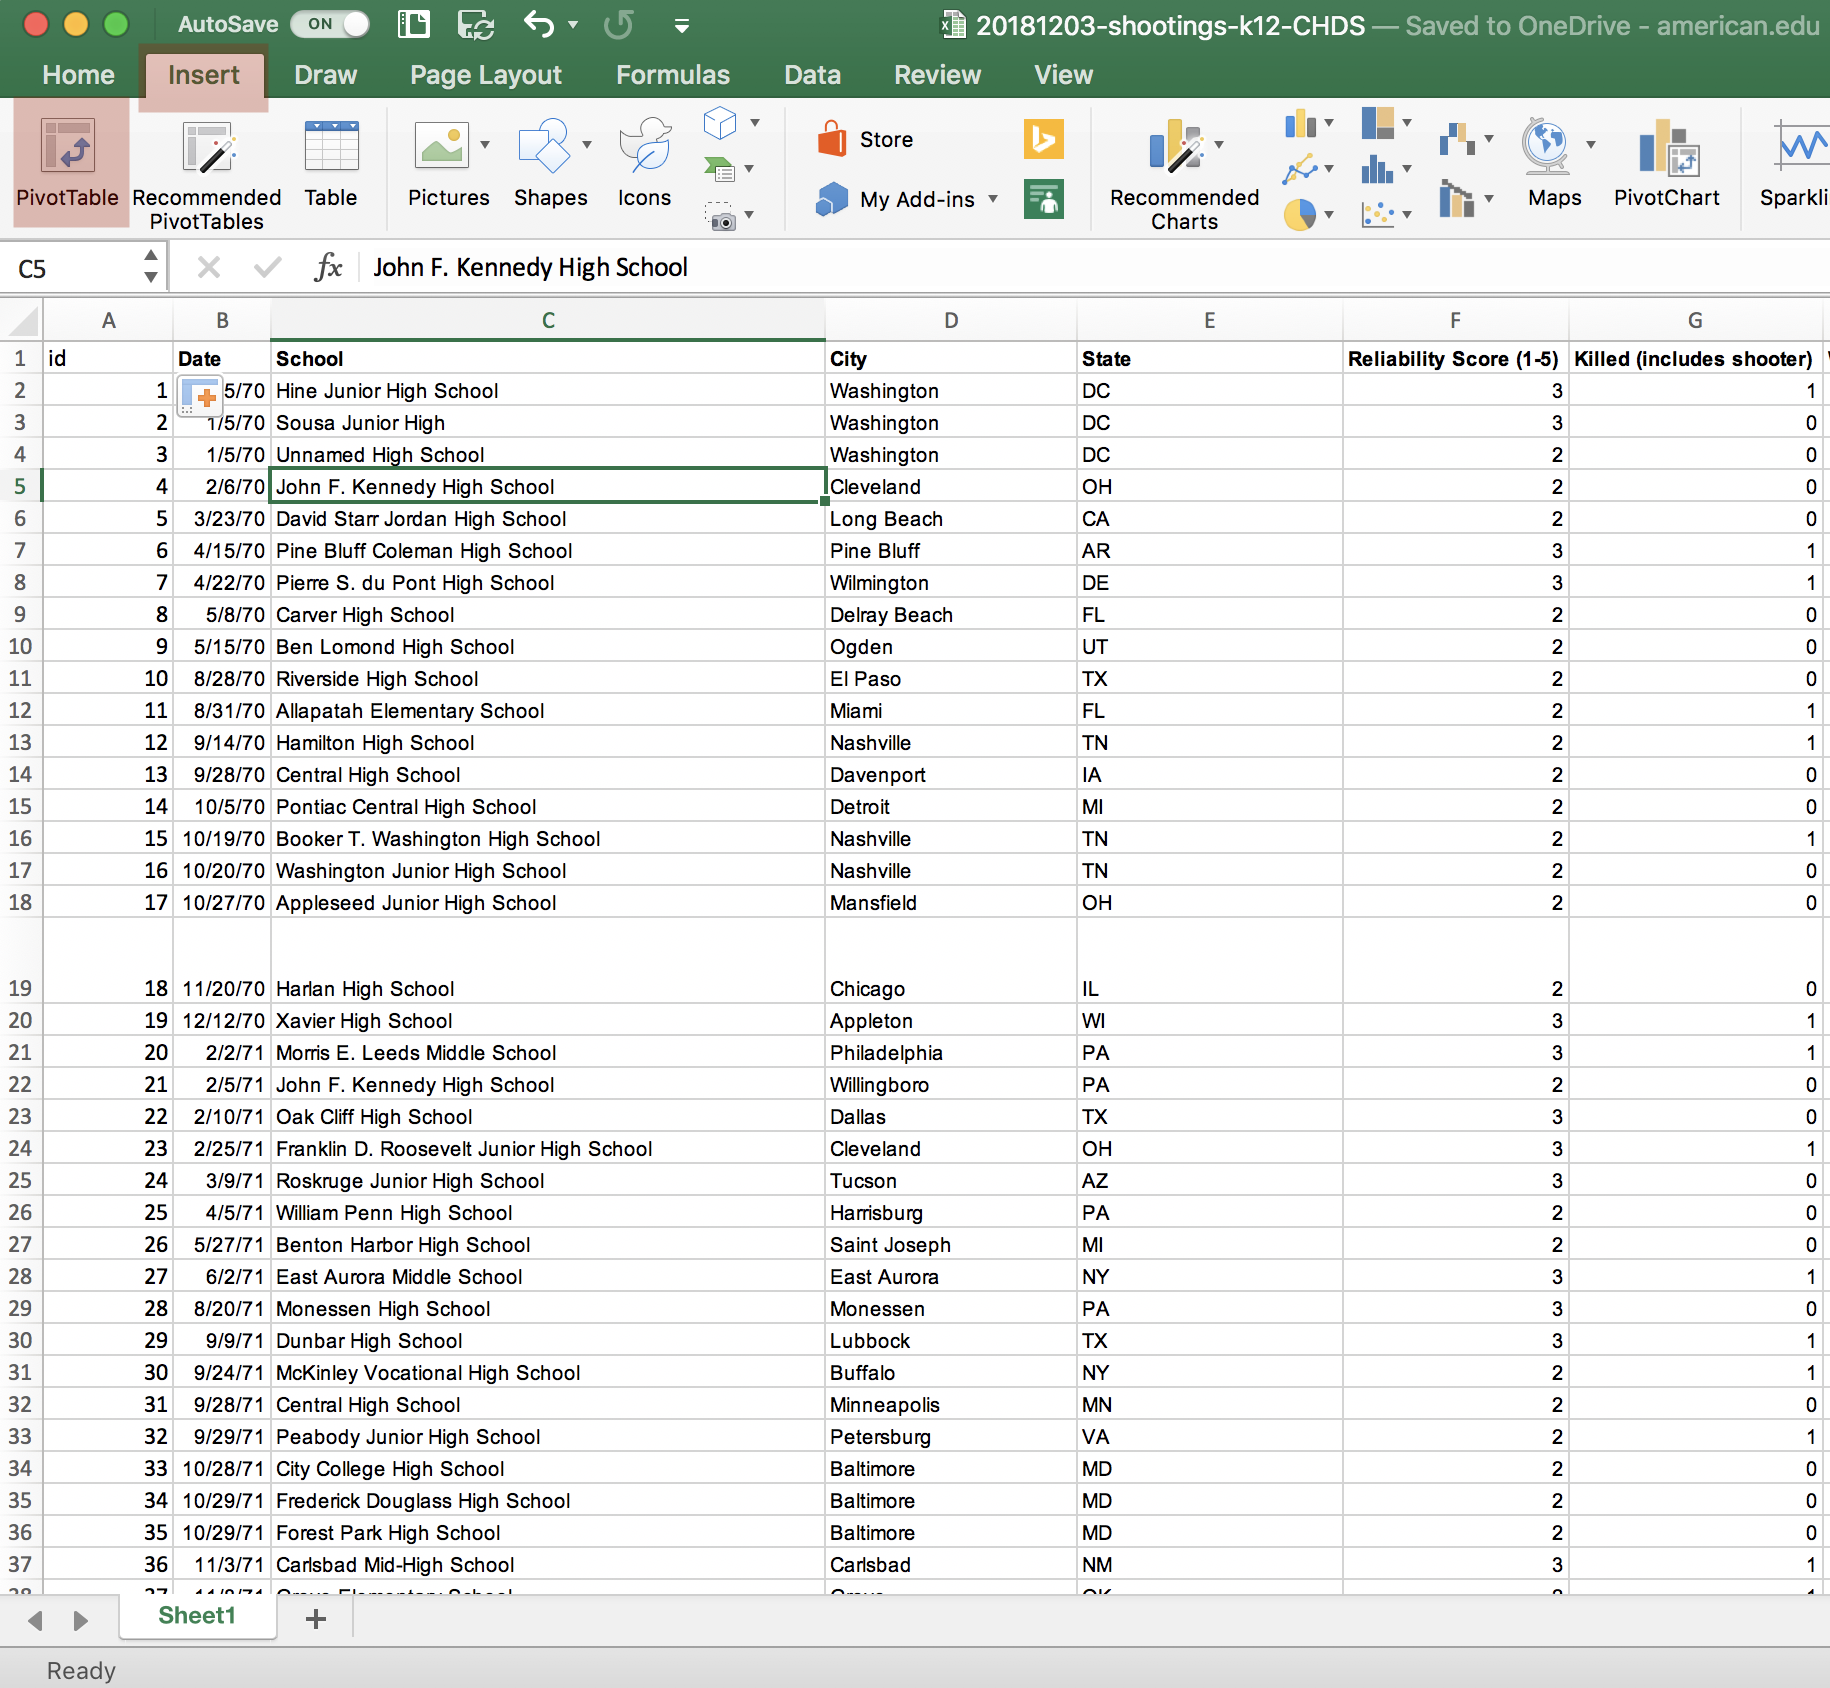 AutoSave ON 20181203-shootings-k12-CHDS — Saved to OneDrive - american.edu
Home Insert Draw Page Layout Formulas Data Review View
PivotTable Recommended PivotTables Table Pictures Shapes Icons Store My Add-ins Recommended Charts Maps PivotChart Sparkli
C5 fx John F. Kennedy High School
A B C D E F G
1 id Date School City State Reliability Score (1-5) Killed (includes shooter)
2 1 5/70 Hine Junior High School Washington DC 3 1
3 2 1/5/70 Sousa Junior High Washington DC 3 0
4 3 1/5/70 Unnamed High School Washington DC 2 0
5 4 2/6/70 John F. Kennedy High School Cleveland OH 2 0
6 5 3/23/70 David Starr Jordan High School Long Beach CA 2 0
7 6 4/15/70 Pine Bluff Coleman High School Pine Bluff AR 3 1
8 7 4/22/70 Pierre S. du Pont High School Wilmington DE 3 1
9 8 5/8/70 Carver High School Delray Beach FL 2 0
10 9 5/15/70 Ben Lomond High School Ogden UT 2 0
11 10 8/28/70 Riverside High School El Paso TX 2 0
12 11 8/31/70 Allapatah Elementary School Miami FL 2 1
13 12 9/14/70 Hamilton High School Nashville TN 2 1
14 13 9/28/70 Central High School Davenport IA 2 0
15 14 10/5/70 Pontiac Central High School Detroit MI 2 0
16 15 10/19/70 Booker T. Washington High School Nashville TN 2 1
17 16 10/20/70 Washington Junior High School Nashville TN 2 0
18 17 10/27/70 Appleseed Junior High School Mansfield OH 2 0
19 18 11/20/70 Harlan High School Chicago IL 2 0
20 19 12/12/70 Xavier High School Appleton WI 3 1
21 20 2/2/71 Morris E. Leeds Middle School Philadelphia PA 3 1
22 21 2/5/71 John F. Kennedy High School Willingboro PA 2 0
23 22 2/10/71 Oak Cliff High School Dallas TX 3 0
24 23 2/25/71 Franklin D. Roosevelt Junior High School Cleveland OH 3 1
25 24 3/9/71 Roskruge Junior High School Tucson AZ 3 0
26 25 4/5/71 William Penn High School Harrisburg PA 2 0
27 26 5/27/71 Benton Harbor High School Saint Joseph MI 2 0
28 27 6/2/71 East Aurora Middle School East Aurora NY 3 1
29 28 8/20/71 Monessen High School Monessen PA 3 0
30 29 9/9/71 Dunbar High School Lubbock TX 3 1
31 30 9/24/71 McKinley Vocational High School Buffalo NY 2 1
32 31 9/28/71 Central High School Minneapolis MN 2 0
33 32 9/29/71 Peabody Junior High School Petersburg VA 2 1
34 33 10/28/71 City College High School Baltimore MD 2 0
35 34 10/29/71 Frederick Douglass High School Baltimore MD 2 0
36 35 10/29/71 Forest Park High School Baltimore MD 2 0
37 36 11/3/71 Carlsbad Mid-High School Carlsbad NM 3 1
Sheet1
Ready